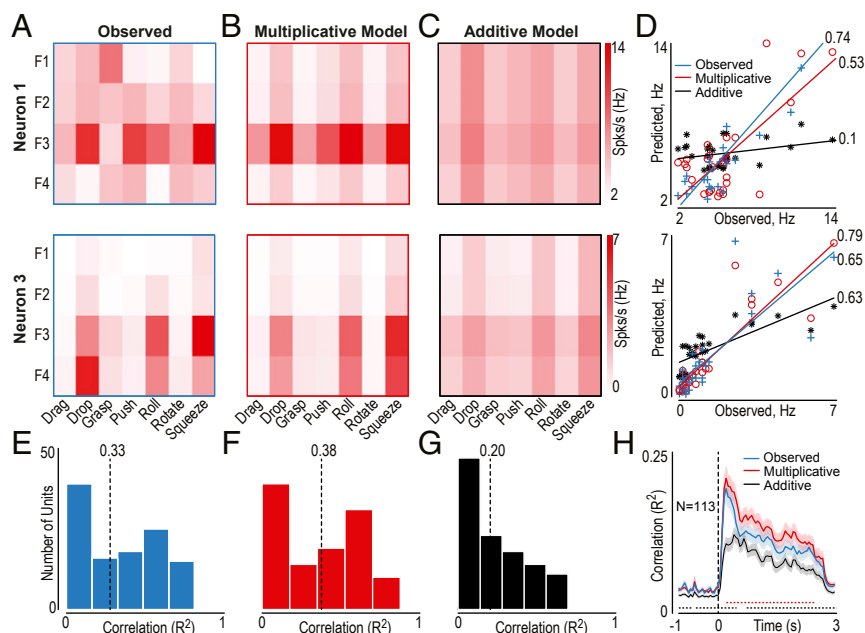 A
Observed
B
Multiplicative Model
C
Additive Model
D
Neuron 1
F1
F2
F3
F4
14
Spks/s (Hz)
2
14
Predicted, Hz
2
Observed
Multiplicative
Additive
0.74
0.53
0.1
2
Observed, Hz
14
Neuron 3
F1
F2
F3
F4
Drag
Drop
Grasp
Push
Roll
Rotate
Squeeze
Drag
Drop
Grasp
Push
Roll
Rotate
Squeeze
Drag
Drop
Grasp
Push
Roll
Rotate
Squeeze
7
Spks/s (Hz)
0
7
Predicted, Hz
0
0.79
0.65
0.63
0
Observed, Hz
7
E
50
Number of Units
0
0.33
0
Correlation (R²)
1
F
0.38
0
Correlation (R²)
1
G
0.20
0
Correlation (R²)
1
H
0.25
Correlation (R²)
0
N=113
Observed
Multiplicative
Additive
-1
0
Time (s)
3